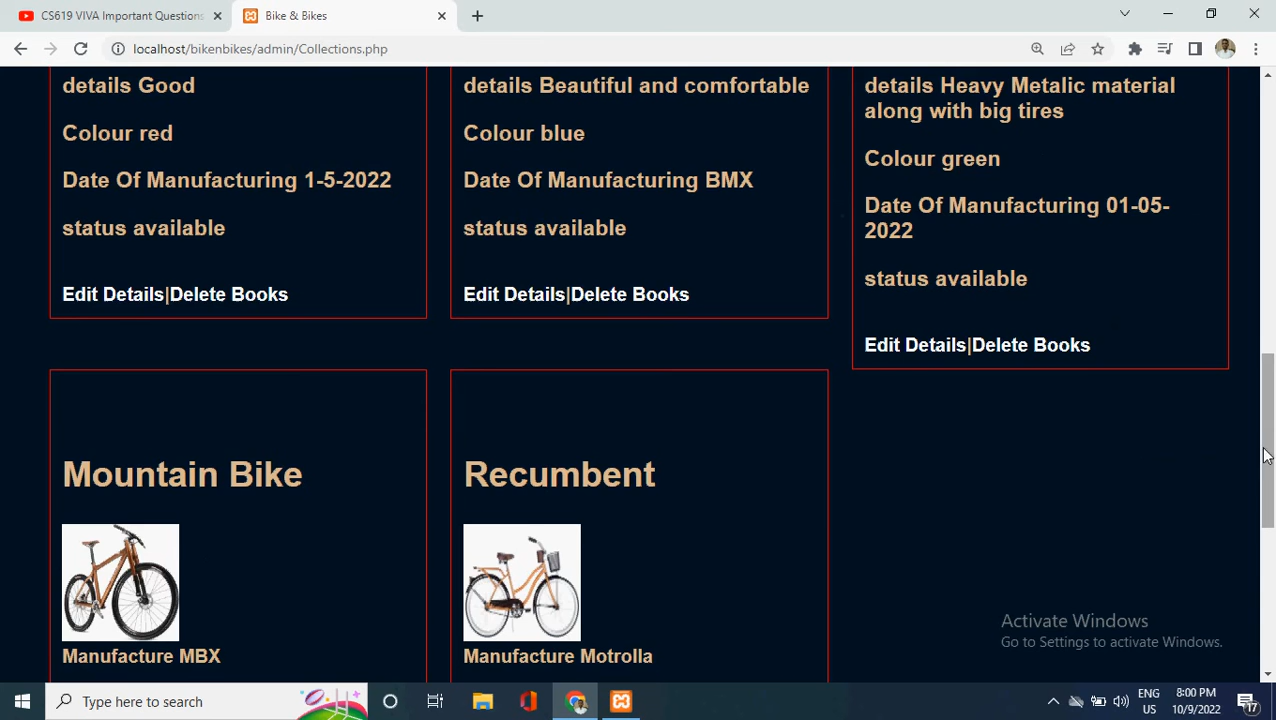 CS619 VIVA Important Questions
Bike & Bikes
localhost/bikenbikes/admin/Collections.php
details Good
Colour red
Date Of Manufacturing 1-5-2022
status available
Edit Details|Delete Books
details Beautiful and comfortable
Colour blue
Date Of Manufacturing BMX
status available
Edit Details|Delete Books
details Heavy Metalic material
along with big tires
Colour green
Date Of Manufacturing 01-05-
2022
status available
Edit Details|Delete Books
Mountain Bike
Manufacture MBX
Recumbent
Manufacture Motrolla
Activate Windows
Go to Settings to activate Windows.
Type here to search
ENG
US
8:00 PM
10/9/2022
17